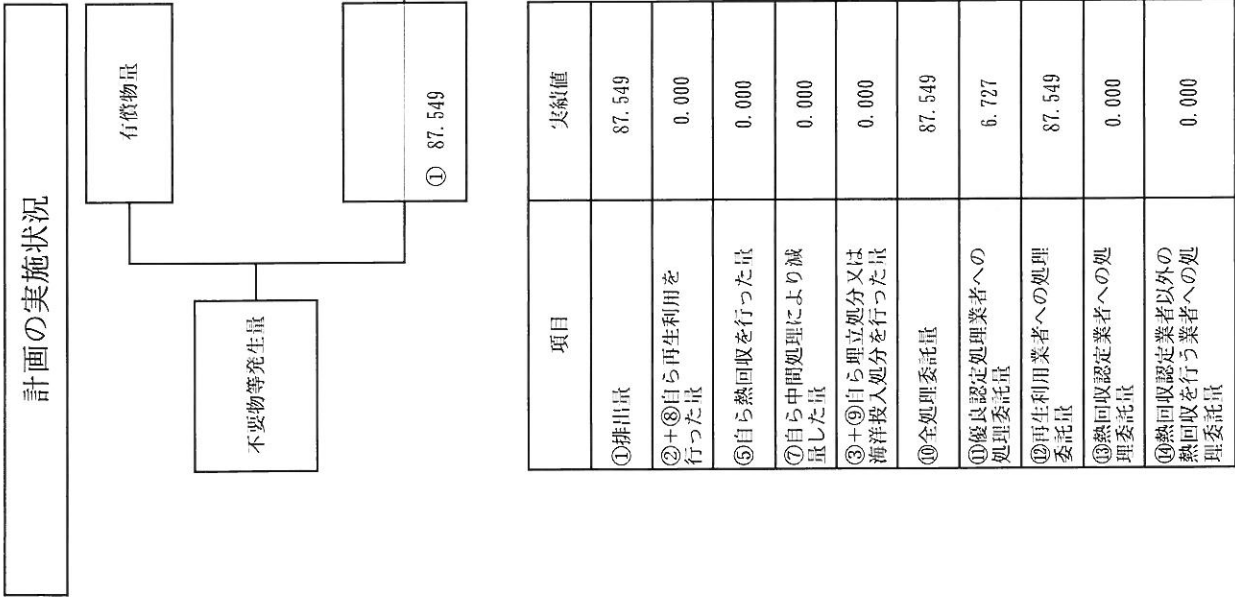 計画の実施状況
不要物等発生量
有償物量
① 87.549
項目
実績値
①排出量
87.549
②+⑧自ら再生利用を
行った量
0.000
⑤自ら熱回収を行った量
0.000
⑦自ら中間処理により減
量した量
0.000
③+⑨自ら埋立処分又は
海洋投入処分を行った量
0.000
⑩全処理委託量
87.549
⑪優良認定処理業者への
処理委託量
6.727
⑫再生利用業者への処理
委託量
87.549
⑬熱回収認定業者への処
理委託量
0.000
⑭熱回収認定業者以外の
熱回収を行う業者への処
理委託量
0.000